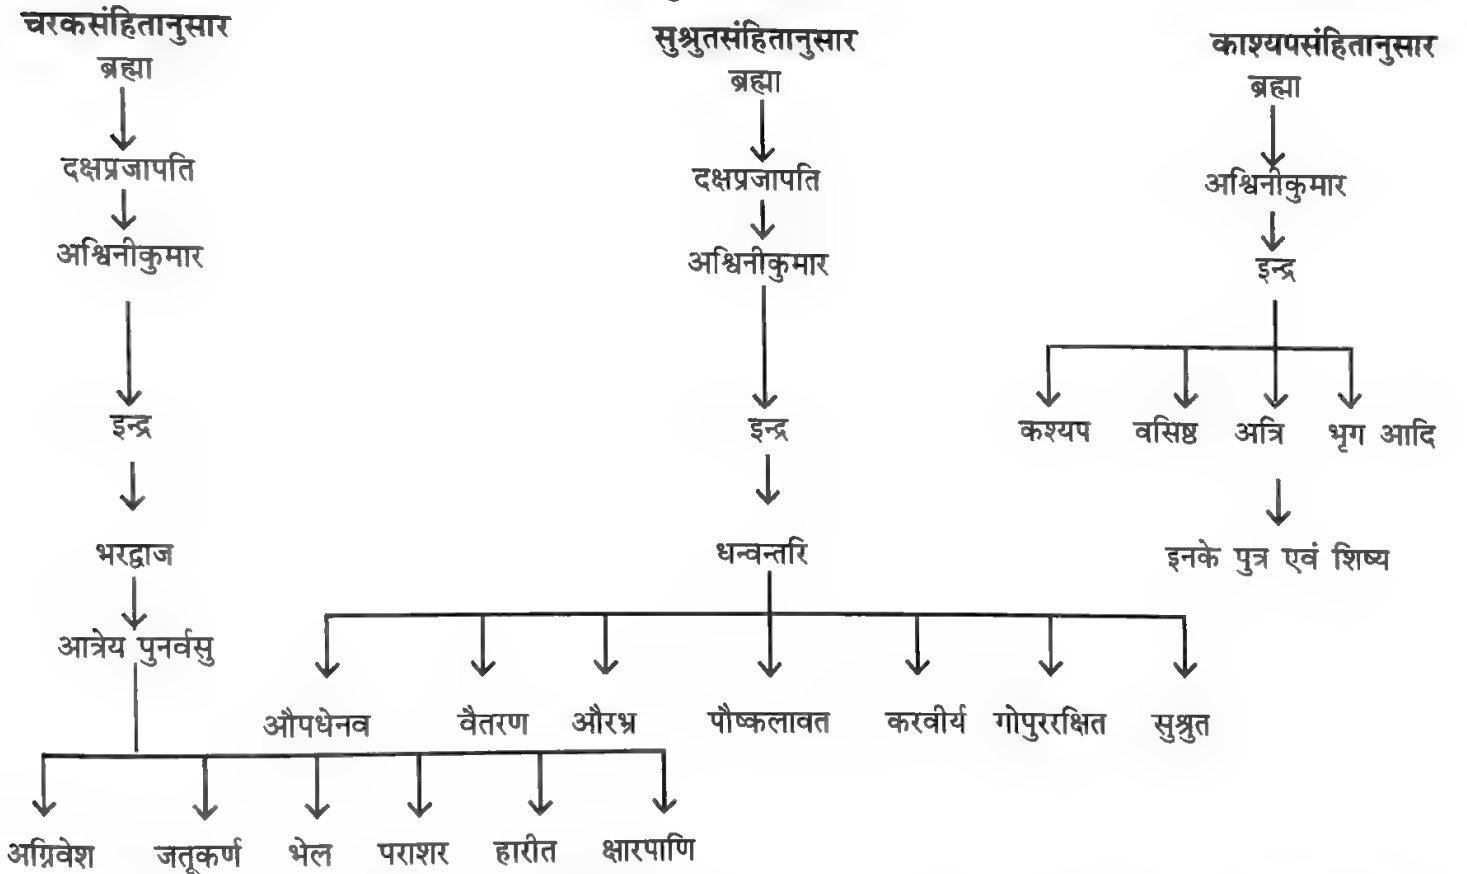 चरकसंहितानुसार
ब्रह्मा
दक्षप्रजापति
अश्विनीकुमार
इन्द्र
भरद्वाज
आत्रेय पुनर्वसु
अग्निवेश जतूकर्ण भेल पराशर हारीत क्षारपाणि
सुश्रुतसंहितानुसार
ब्रह्मा
दक्षप्रजापति
अश्विनीकुमार
इन्द्र
धन्वन्तरि
औपधेनव वैतरण औरभ्र पौष्कलावत करवीर्य गोपुररक्षित सुश्रुत
काश्यपसंहितानुसार
ब्रह्मा
अश्विनीकुमार
इन्द्र
कश्यप वसिष्ठ अत्रि भृग आदि
इनके पुत्र एवं शिष्य